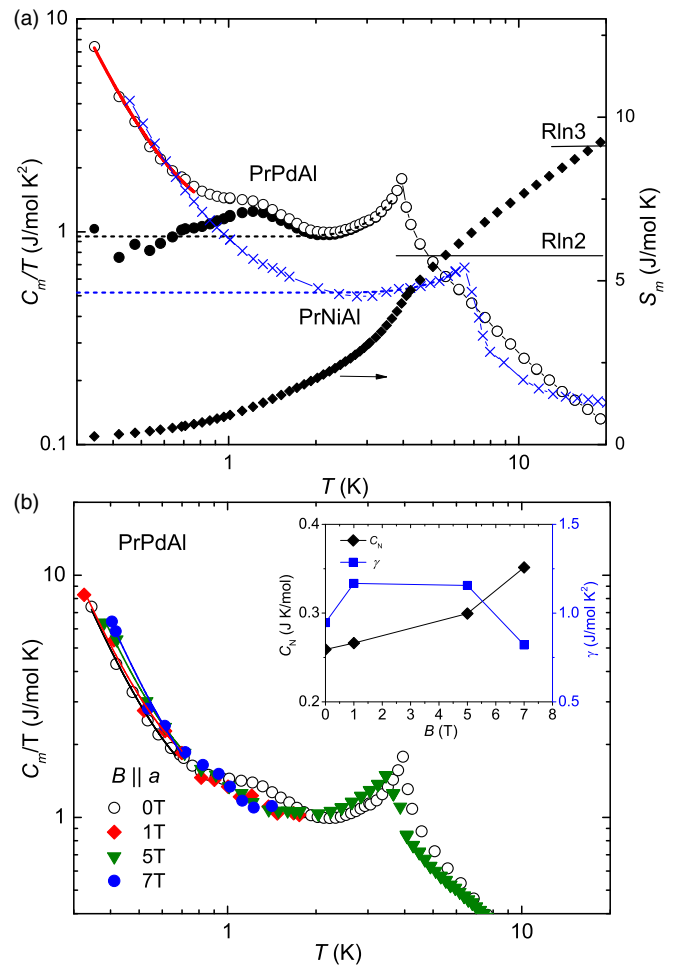 (a)
10
1
0.1
C_m/T (J/mol K²)
PrPdAl
PrNiAl
Rln3
Rln2
10
5
0
S_m (J/mol K)
1
10
T (K)
(b)
PrPdAl
10
1
C_m/T (J/mol K)
B || a
0T
1T
5T
7T
1
10
T (K)
0.4
0.3
0.2
C_N (J K/mol)
C_N
γ
1.5
1.0
0.5
γ (J/mol K²)
0 1 2 3 4 5 6 7 8
B (T)